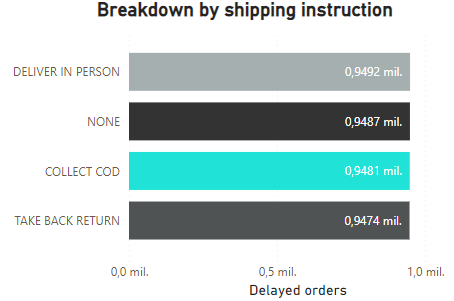 Breakdown by shipping instruction
DELIVER IN PERSON
0,9492 mil.
NONE
0,9487 mil.
COLLECT COD
0,9481 mil.
TAKE BACK RETURN
0,9474 mil.
0,0 mil.
0,5 mil.
1,0 mil.
Delayed orders